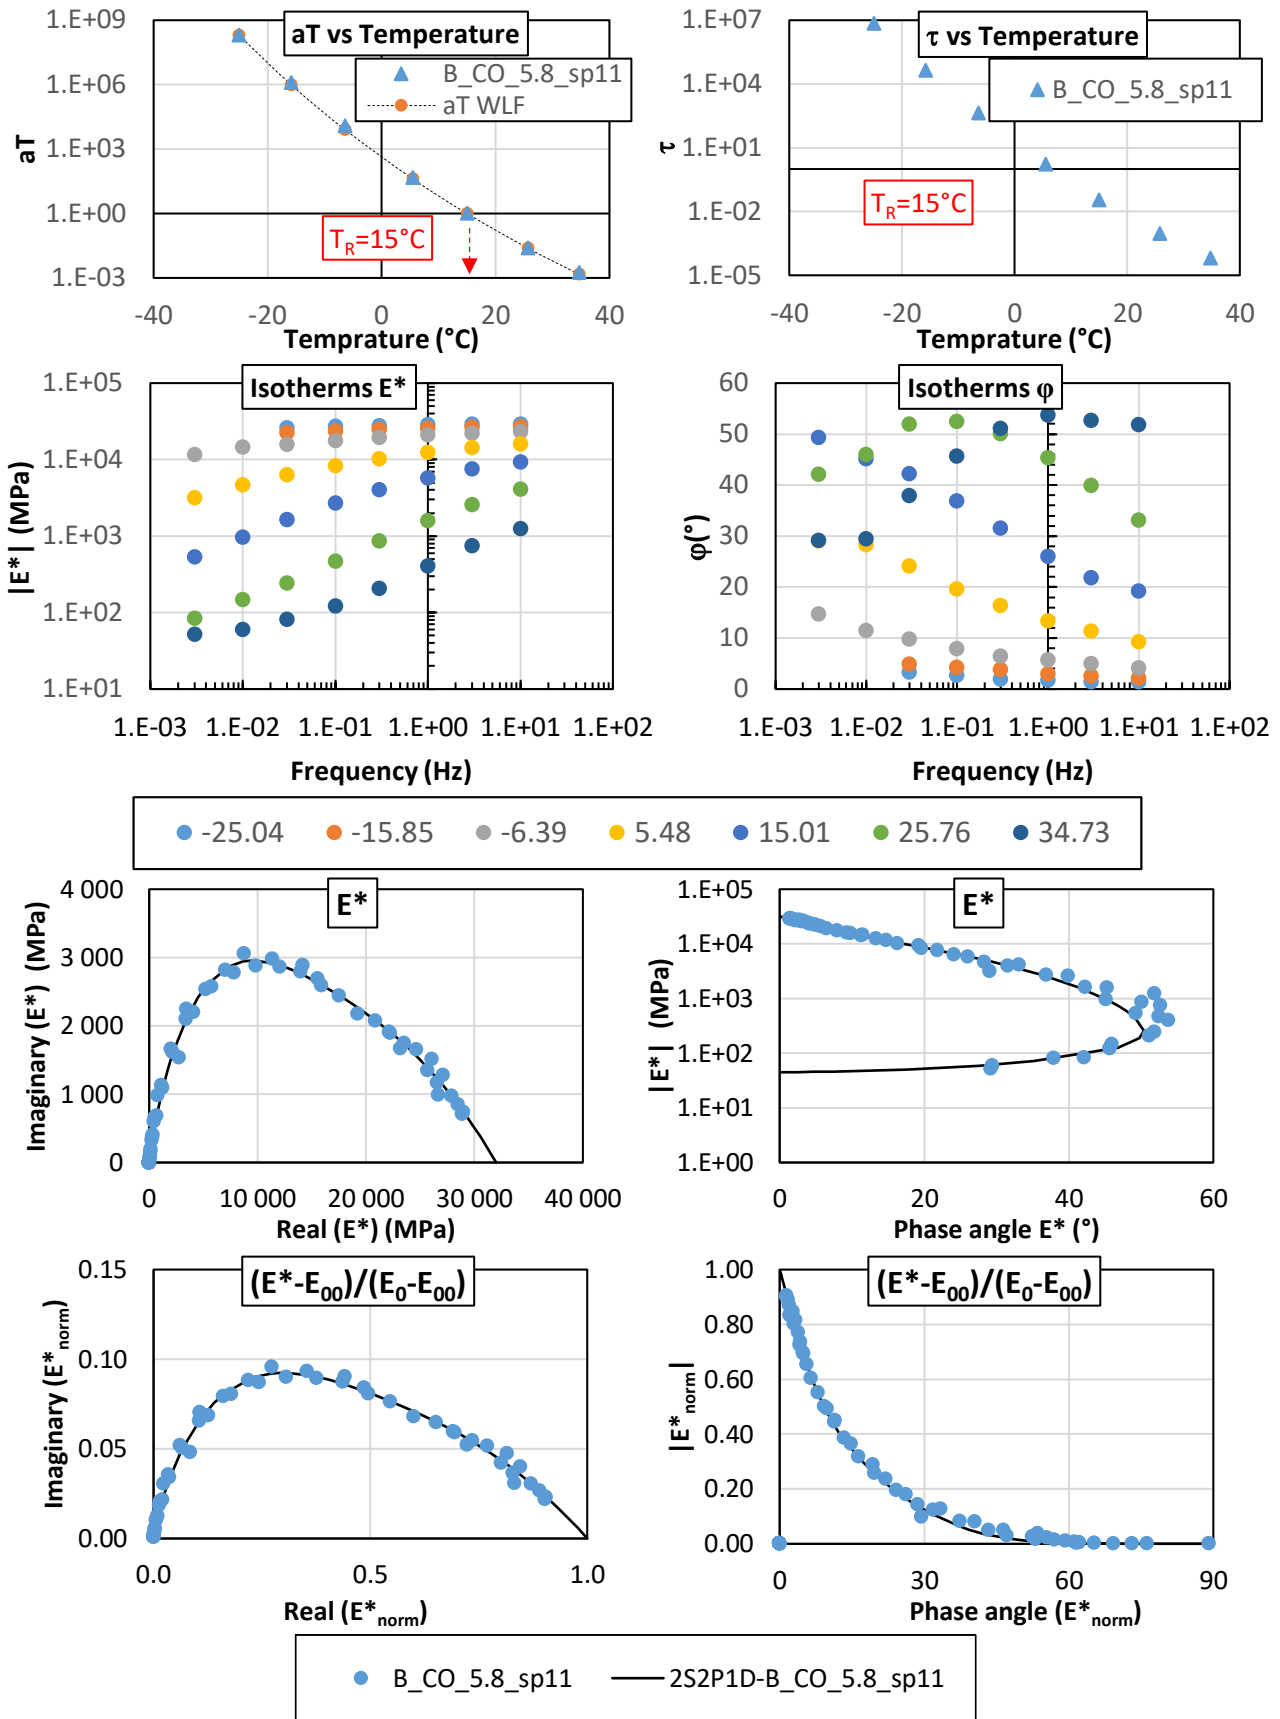 aT vs Temperature
B_CO_5.8_sp11
aT WLF
T_R=15°C
aT
1.E+09
1.E+06
1.E+03
1.E+00
1.E-03
-40 -20 0 20 40
Temprature (°C)
τ vs Temperature
B_CO_5.8_sp11
T_R=15°C
τ
1.E+07
1.E+04
1.E+01
1.E-02
1.E-05
-40 -20 0 20 40
Temprature (°C)
Isotherms E*
|E*| (MPa)
1.E+05
1.E+04
1.E+03
1.E+02
1.E+01
1.E-03 1.E-01 1.E+00 1.E+02
Frequency (Hz)
Isotherms φ
φ(°)
60
50
40
30
20
10
0
1.E-03 1.E-01 1.E+00 1.E+02
Frequency (Hz)
-25.04 -15.85 -6.39 5.48 15.01 25.76 34.73
E*
Imaginary (E*) (MPa)
4 000
3 000
2 000
1 000
0
0 10 000 20 000 30 000 40 000
Real (E*) (MPa)
E*
|E*| (MPa)
1.E+05
1.E+04
1.E+03
1.E+02
1.E+01
1.E+00
0 20 40 60
Phase angle E* (°)
(E*-E00)/(E0-E00)
Imaginary (E*norm)
0.15
0.10
0.05
0.00
0.0 0.5 1.0
Real (E*norm)
(E*-E00)/(E0-E00)
|E*norm|
1.00
0.80
0.60
0.40
0.20
0.00
0 30 60 90
Phase angle (E*norm)
B_CO_5.8_sp11 2S2P1D-B_CO_5.8_sp11